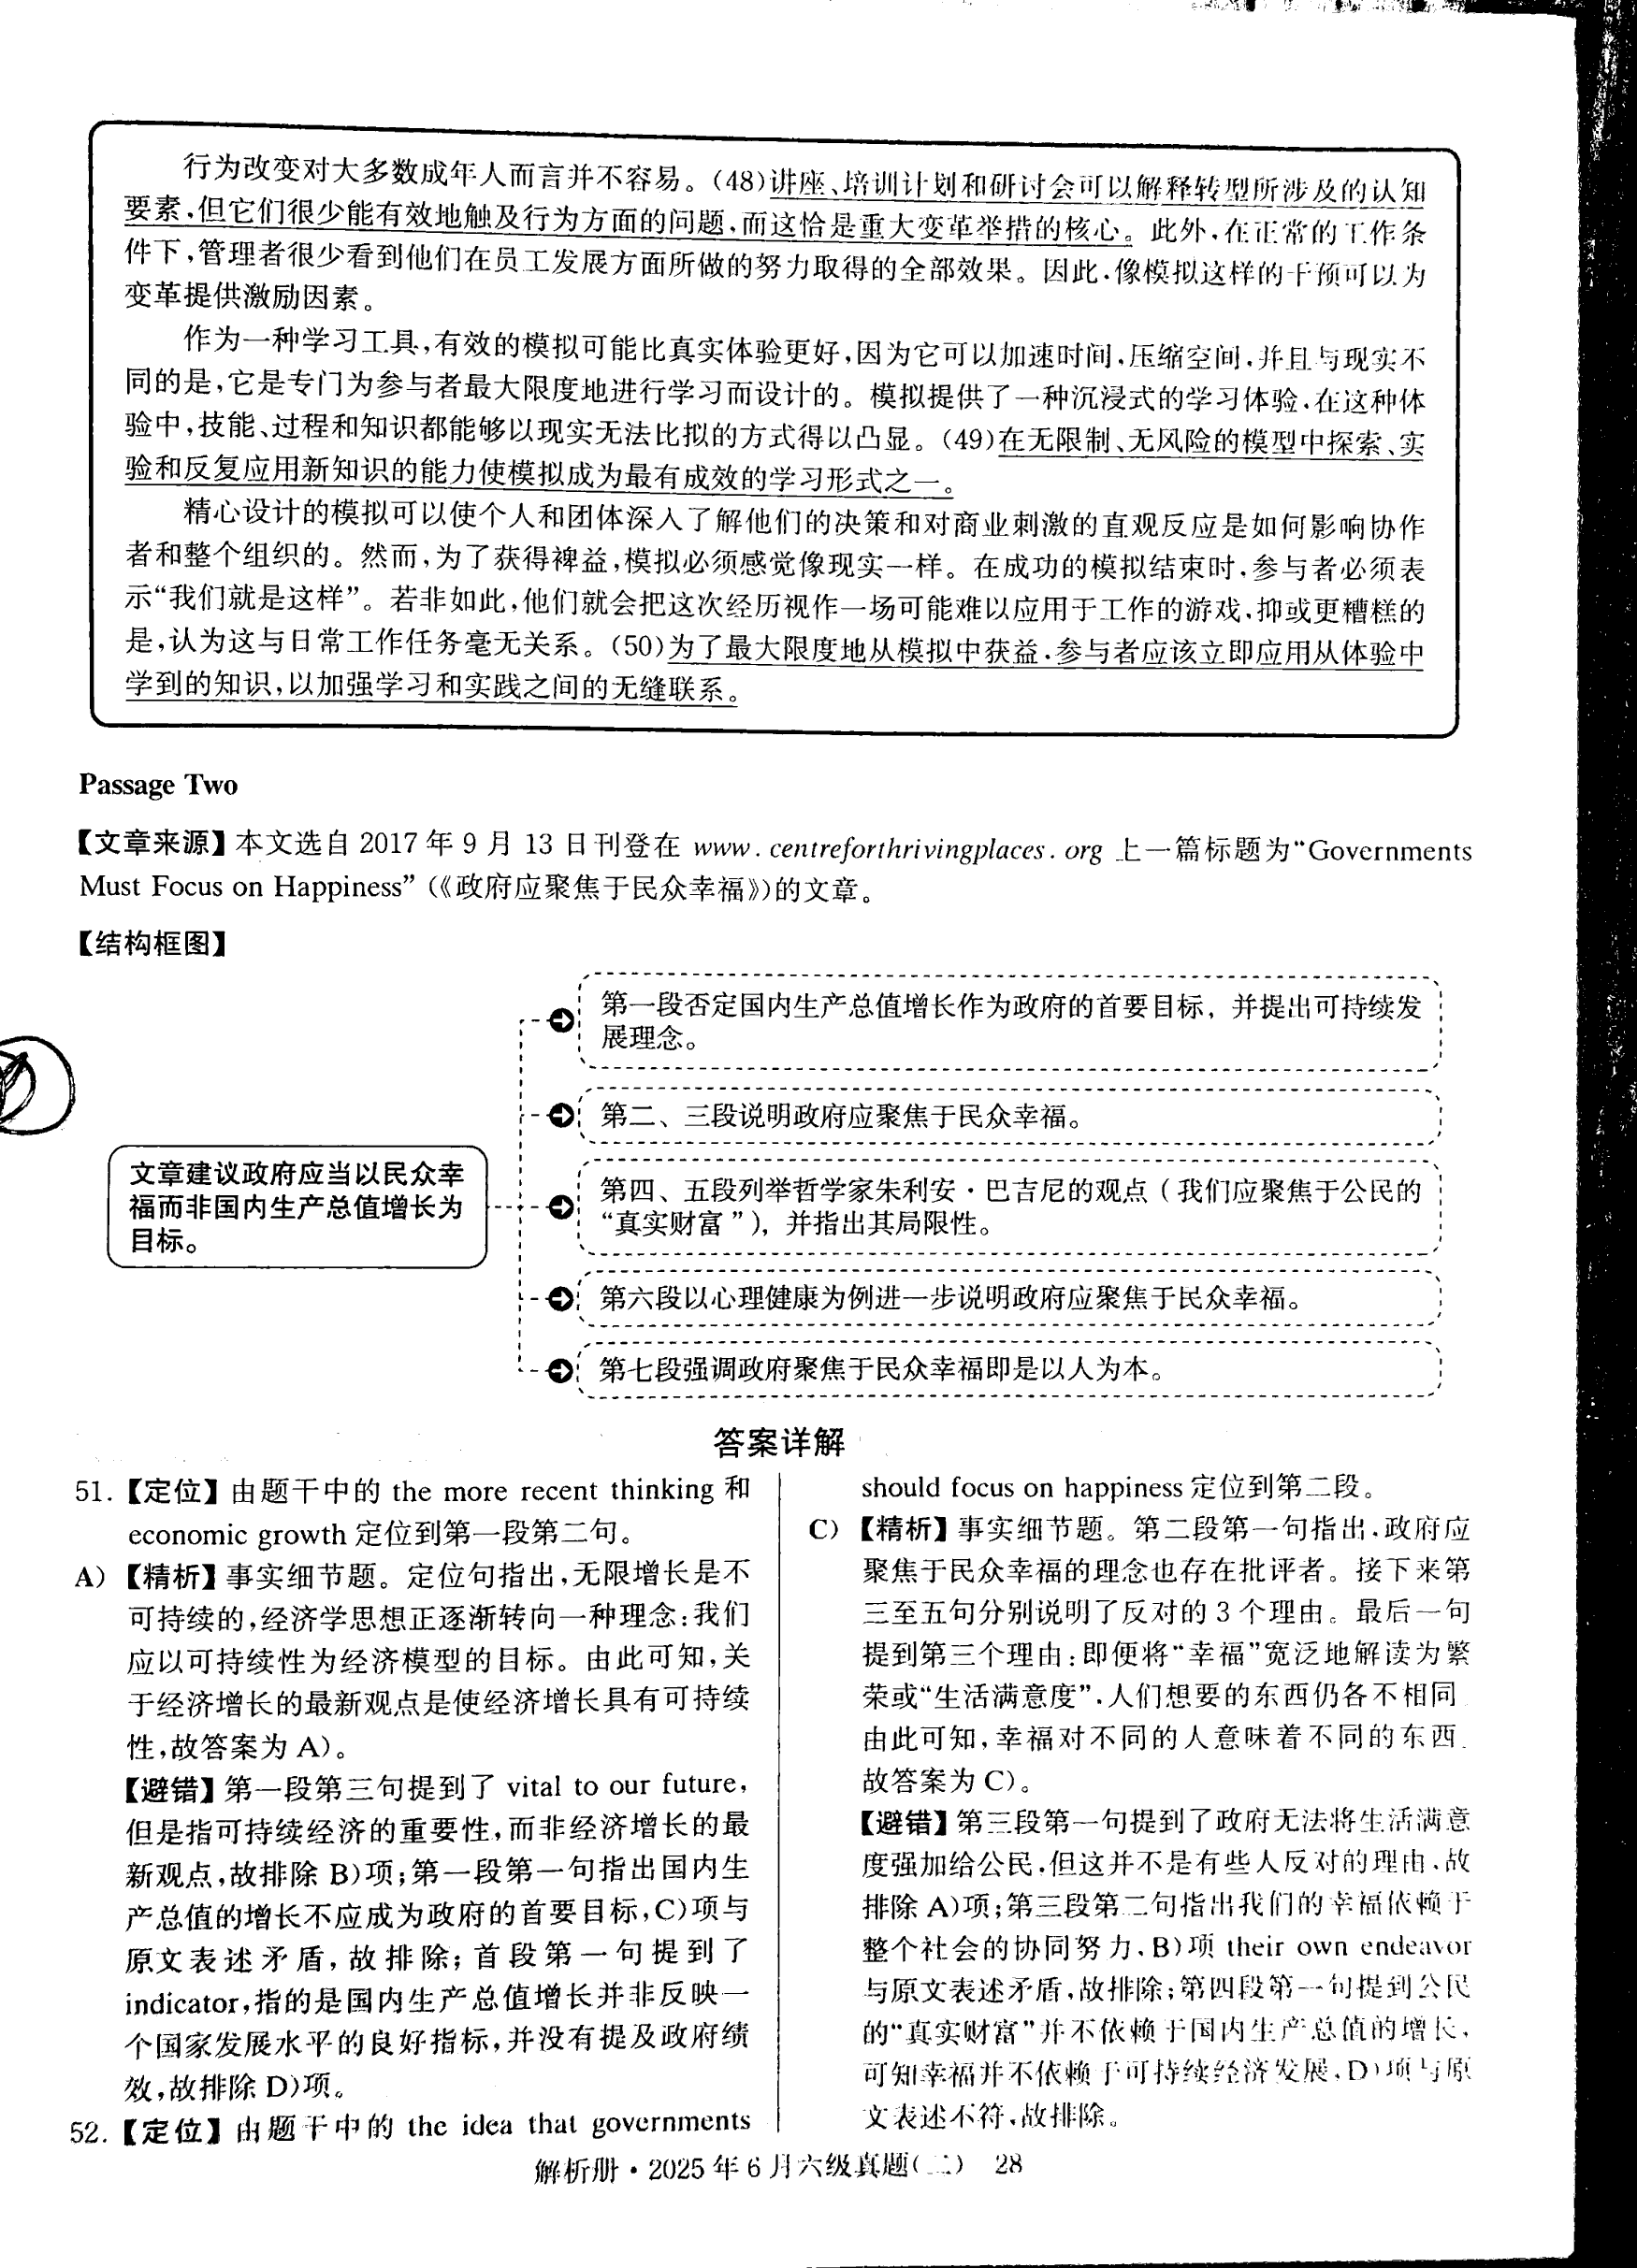 行为改变对大多数成年人而言并不容易。(48)讲座、培训计划和研讨会可以解释转型所涉及的认知
要素,但它们很少能有效地触及行为方面的问题,而这恰是重大变革举措的核心。此外,在正常的工作条
件下,管理者很少看到他们在员工发展方面所做的努力取得的全部效果。因此,像模拟这样的干预可以为
变革提供激励因素。
作为一种学习工具,有效的模拟可能比真实体验更好,因为它可以加速时间,压缩空间,并且与现实不
同的是,它是专门为参与者最大限度地进行学习而设计的。模拟提供了一种沉浸式的学习体验,在这种体
验中,技能、过程和知识都能够以现实无法比拟的方式得以凸显。(49)在无限制、无风险的模型中探索、实
验和反复应用新知识的能力使模拟成为最有成效的学习形式之一。
精心设计的模拟可以使个人和团体深入了解他们的决策和对商业刺激的直观反应是如何影响协作
者和整个组织的。然而,为了获得裨益,模拟必须感觉像现实一样。在成功的模拟结束时,参与者必须表
示“我们就是这样”。若非如此,他们就会把这次经历视作一场可能难以应用于工作的游戏,抑或更糟糕的
是,认为这与日常工作任务毫无关系。(50)为了最大限度地从模拟中获益,参与者应该立即应用从体验中
学到的知识,以加强学习和实践之间的无缝联系。
Passage Two
【文章来源】本文选自 2017 年 9 月 13 日刊登在 www.centreforthrivingplaces.org 上一篇标题为“Governments
Must Focus on Happiness”(《政府应聚焦于民众幸福》)的文章。
【结构框图】
文章建议政府应当以民众幸
福而非国内生产总值增长为
目标。
第一段否定国内生产总值增长作为政府的首要目标，并提出可持续发
展理念。
第二、三段说明政府应聚焦于民众幸福。
第四、五段列举哲学家朱利安·巴吉尼的观点（我们应聚焦于公民的
“真实财富”），并指出其局限性。
第六段以心理健康为例进一步说明政府应聚焦于民众幸福。
第七段强调政府聚焦于民众幸福即是以人为本。
答案详解
51.【定位】由题干中的 the more recent thinking 和
economic growth 定位到第一段第二句。
A)【精析】事实细节题。定位句指出,无限增长是不
可持续的,经济学思想正逐渐转向一种理念:我们
应以可持续性为经济模型的目标。由此可知,关
于经济增长的最新观点是使经济增长具有可持续
性,故答案为 A)。
【避错】第一段第三句提到了 vital to our future,
但是指可持续经济的重要性,而非经济增长的最
新观点,故排除 B)项;第一段第一句指出国内生
产总值的增长不应成为政府的首要目标,C)项与
原文表述矛盾,故排除;首段第一句提到了
indicator,指的是国内生产总值增长并非反映一
个国家发展水平的良好指标,并没有提及政府绩
效,故排除 D)项。
52.【定位】由题干中的 the idea that governments
should focus on happiness 定位到第二段。
C)【精析】事实细节题。第二段第一句指出,政府应
聚焦于民众幸福的理念也存在批评者。接下来第
三至五句分别说明了反对的 3 个理由。最后一句
提到第三个理由:即便将“幸福”宽泛地解读为繁
荣或“生活满意度”,人们想要的东西仍各不相同
由此可知,幸福对不同的人意味着不同的东西.
故答案为 C)。
【避错】第三段第一句提到了政府无法将生活满意
度强加给公民,但这并不是有些人反对的理由,故
排除 A)项;第三段第二句指出我们的幸福依赖于
整个社会的协同努力,B)项 their own endeavor
与原文表述矛盾,故排除;第四段第一句提到公民
的“真实财富”并不依赖于国内生产总值的增长,
可知幸福并不依赖于可持续经济发展,D)项与原
文表述不符,故排除。
解析册·2025 年 6 月六级真题(二) 28